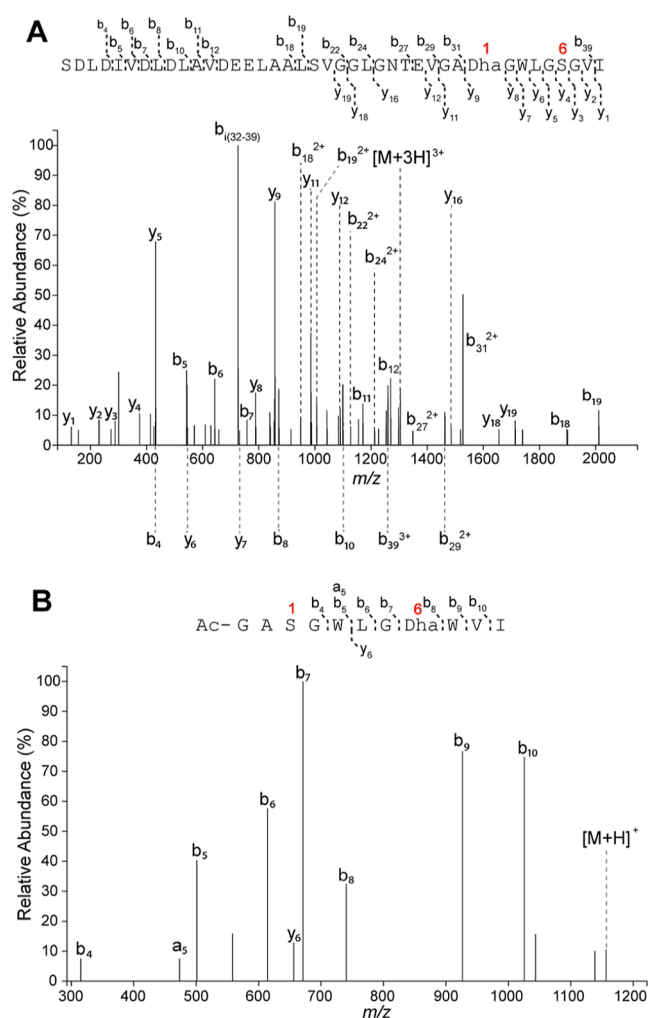 A
b4 b5 b6 b7 b8 b10 b11 b12 b18 b19 b22 b24 b27 b29 b31 1 6 b39
SDLDIVDLDLAVDEELAALSVGGLGNTEVGADhaGWLGSGVI
y19 y18 y16 y12 y11 y9 y8 y7 y6 y5 y4 y3 y2 y1
Relative Abundance (%)
100
90
80
70
60
50
40
30
20
10
0
bi(32-39)
b18 2+
b19 2+
[M+3H]3+
y9
y11
y12
y16
b22 2+
y5
b24 2+
b31 2+
b5
b6
y8
b12
b11
y1
y2
y3
y4
b7
b27 2+
y18
y19
b18
b19
200 400 600 800 1000 1200 1400 1600 1800 2000
m/z
b4
y6
y7
b8
b10
b39 3+
b29 2+
B
a5
1 b4 b5 b6 b7 6 b8 b9 b10
Ac- G A S G W L G Dha W V I
y6
Relative Abundance (%)
100
90
80
70
60
50
40
30
20
10
0
b7
b9
b10
b6
b5
b8
[M+H]+
y6
b4
a5
300 400 500 600 700 800 900 1000 1100 1200
m/z